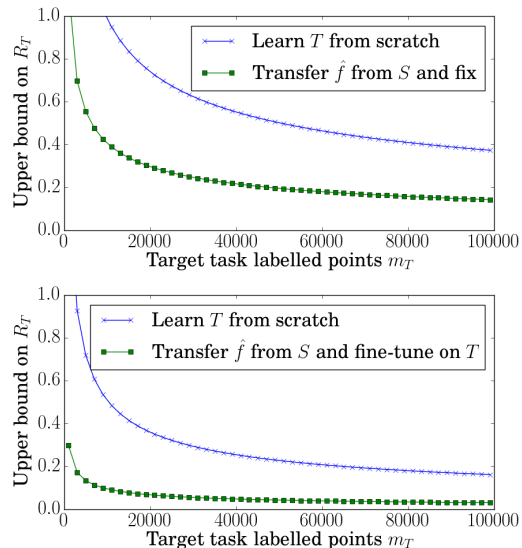 1.0
0.8
0.6
0.4
0.2
0.0
Upper bound on $R_T$
Learn $T$ from scratch
Transfer $\hat{f}$ from $S$ and fix
0 20000 40000 60000 80000 100000
Target task labelled points $m_T$
1.0
0.8
0.6
0.4
0.2
0.0
Upper bound on $R_T$
Learn $T$ from scratch
Transfer $\hat{f}$ from $S$ and fine-tune on $T$
0 20000 40000 60000 80000 100000
Target task labelled points $m_T$